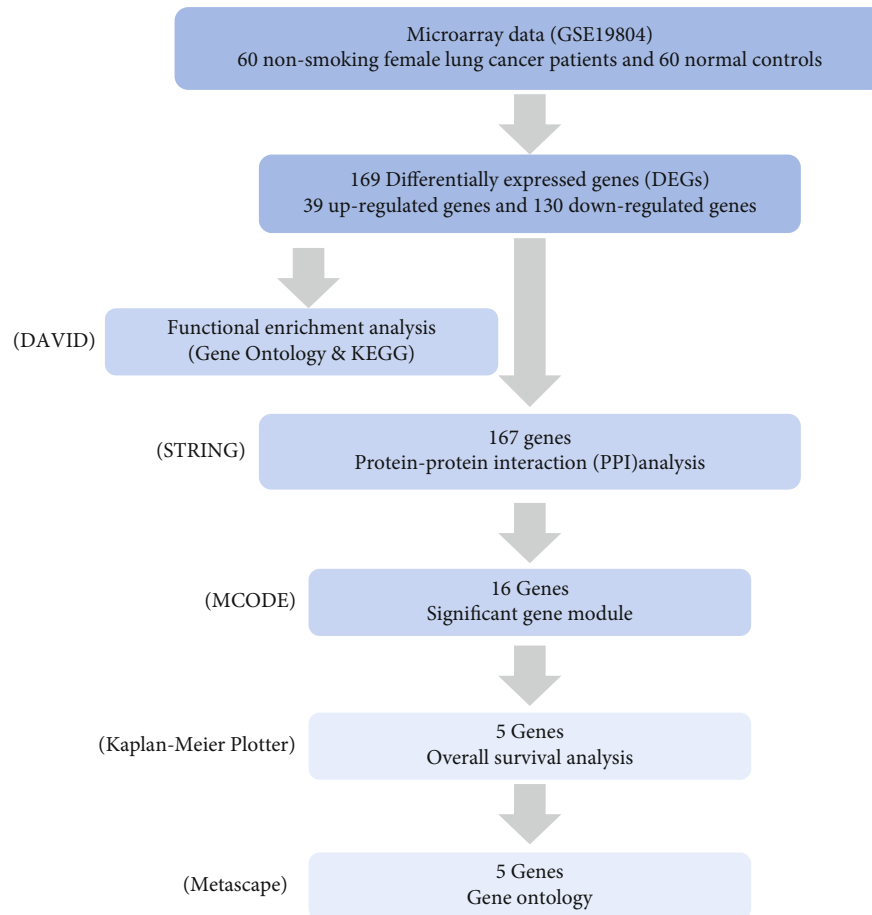 Microarray data (GSE19804)
60 non-smoking female lung cancer patients and 60 normal controls
169 Differentially expressed genes (DEGs)
39 up-regulated genes and 130 down-regulated genes
(DAVID)
Functional enrichment analysis
(Gene Ontology & KEGG)
(STRING)
167 genes
Protein-protein interaction (PPI)analysis
(MCODE)
16 Genes
Significant gene module
(Kaplan-Meier Plotter)
5 Genes
Overall survival analysis
(Metascape)
5 Genes
Gene ontology